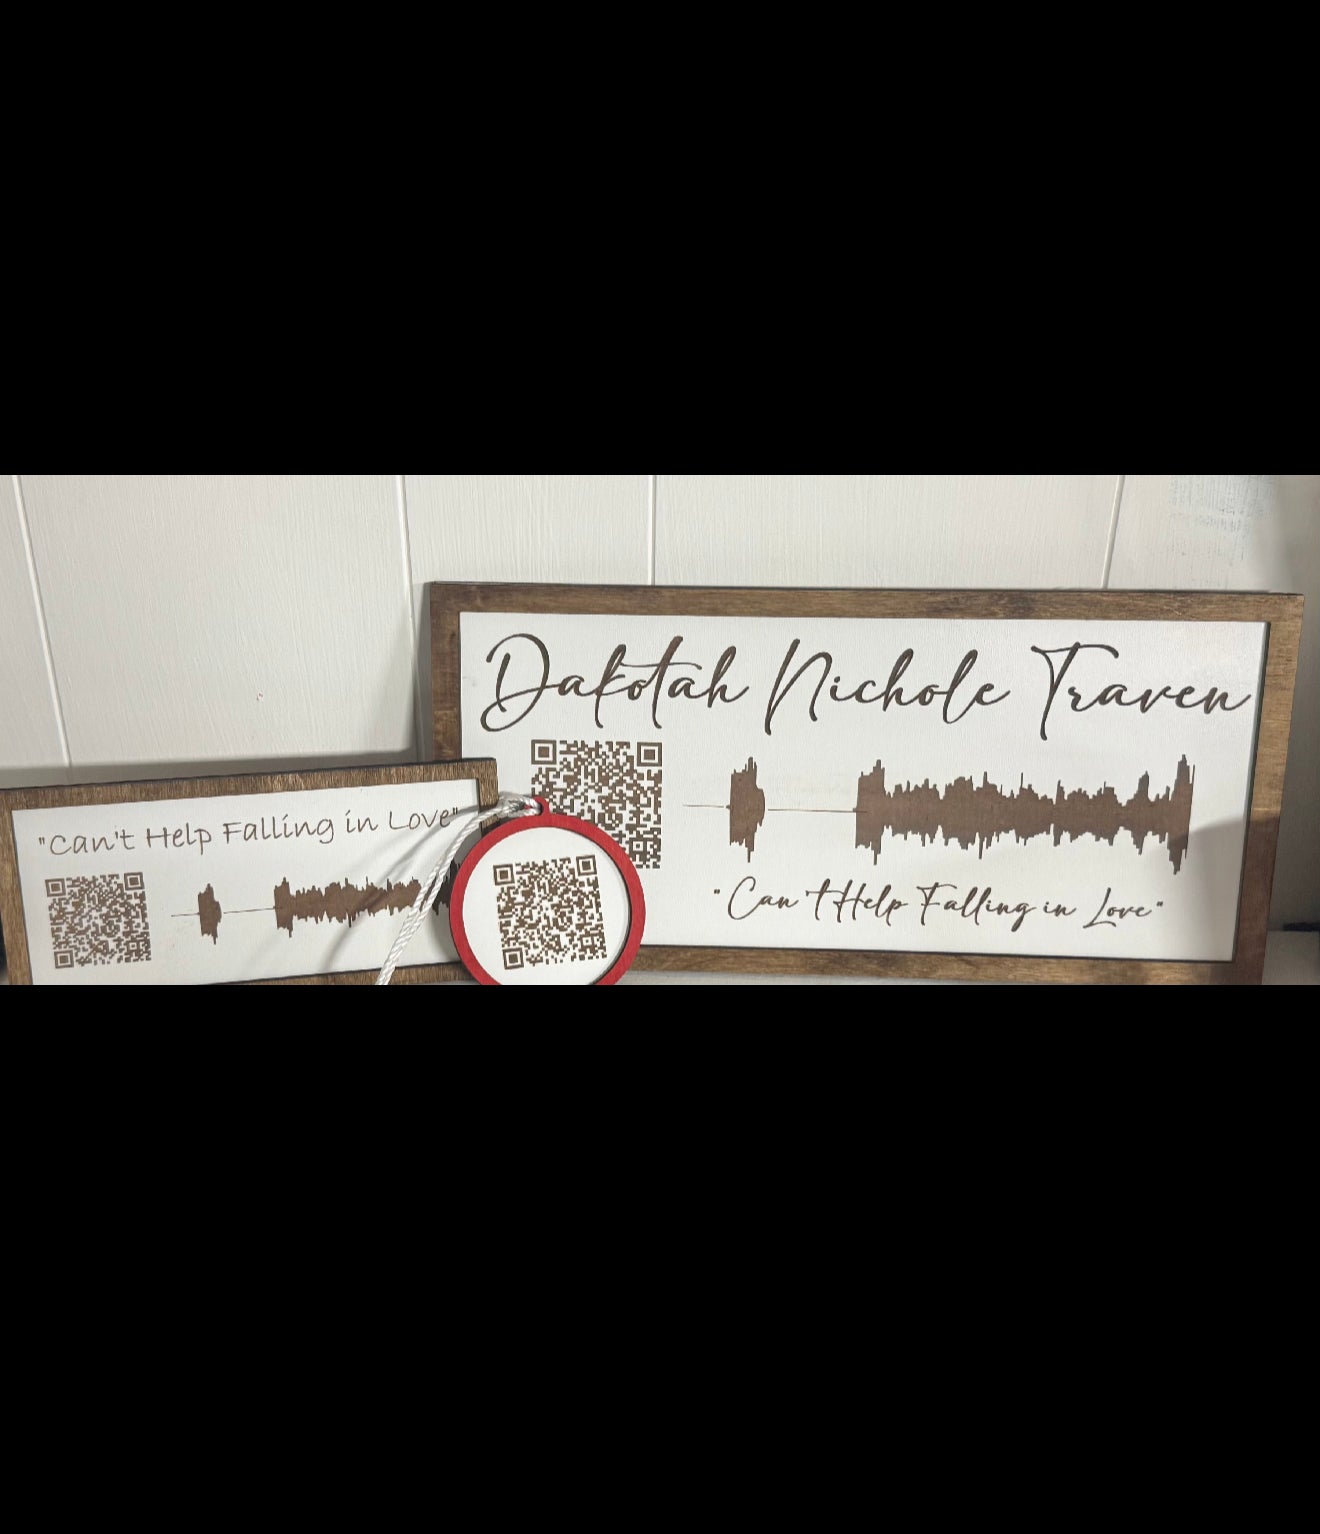 Dakotah Nichole Traven
"Can't Help Falling in Love"
"Can't Help Falling in Love"